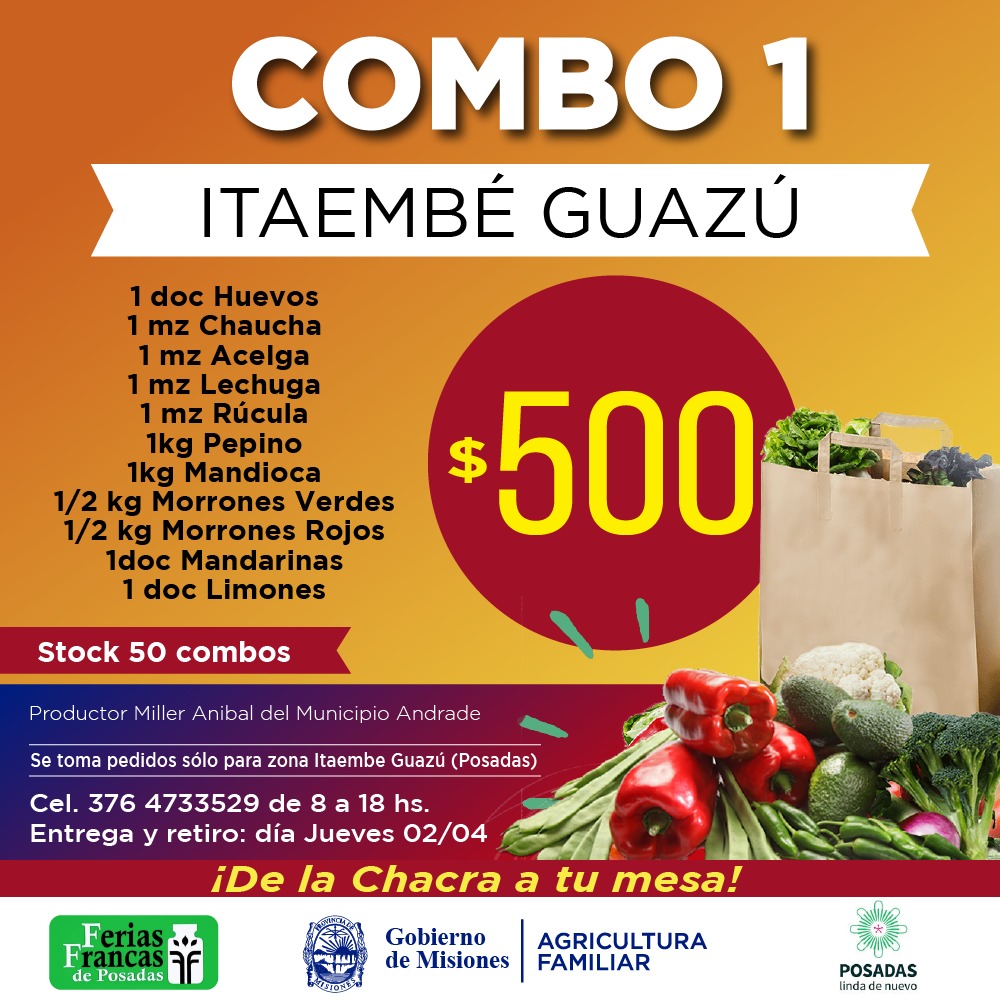 COMBO 1
ITAEMBÉ GUAZÚ
1 doc Huevos
1 mz Chaucha
1 mz Acelga
1 mz Lechuga
1 mz Rúcula
1kg Pepino
1kg Mandioca
1/2 kg Morrones Verdes
1/2 kg Morrones Rojos
1doc Mandarinas
1 doc Limones
$500
Stock 50 combos
Productor Miller Anibal del Municipio Andrade
Se toma pedidos sólo para zona Itaembe Guazú (Posadas)
Cel. 376 4733529 de 8 a 18 hs.
Entrega y retiro: día Jueves 02/04
¡De la Chacra a tu mesa!
Ferias
Francas
de Posadas
PROVINCIA DE
MISIONES
Gobierno
de Misiones
AGRICULTURA
FAMILIAR
POSADAS
linda de nuevo